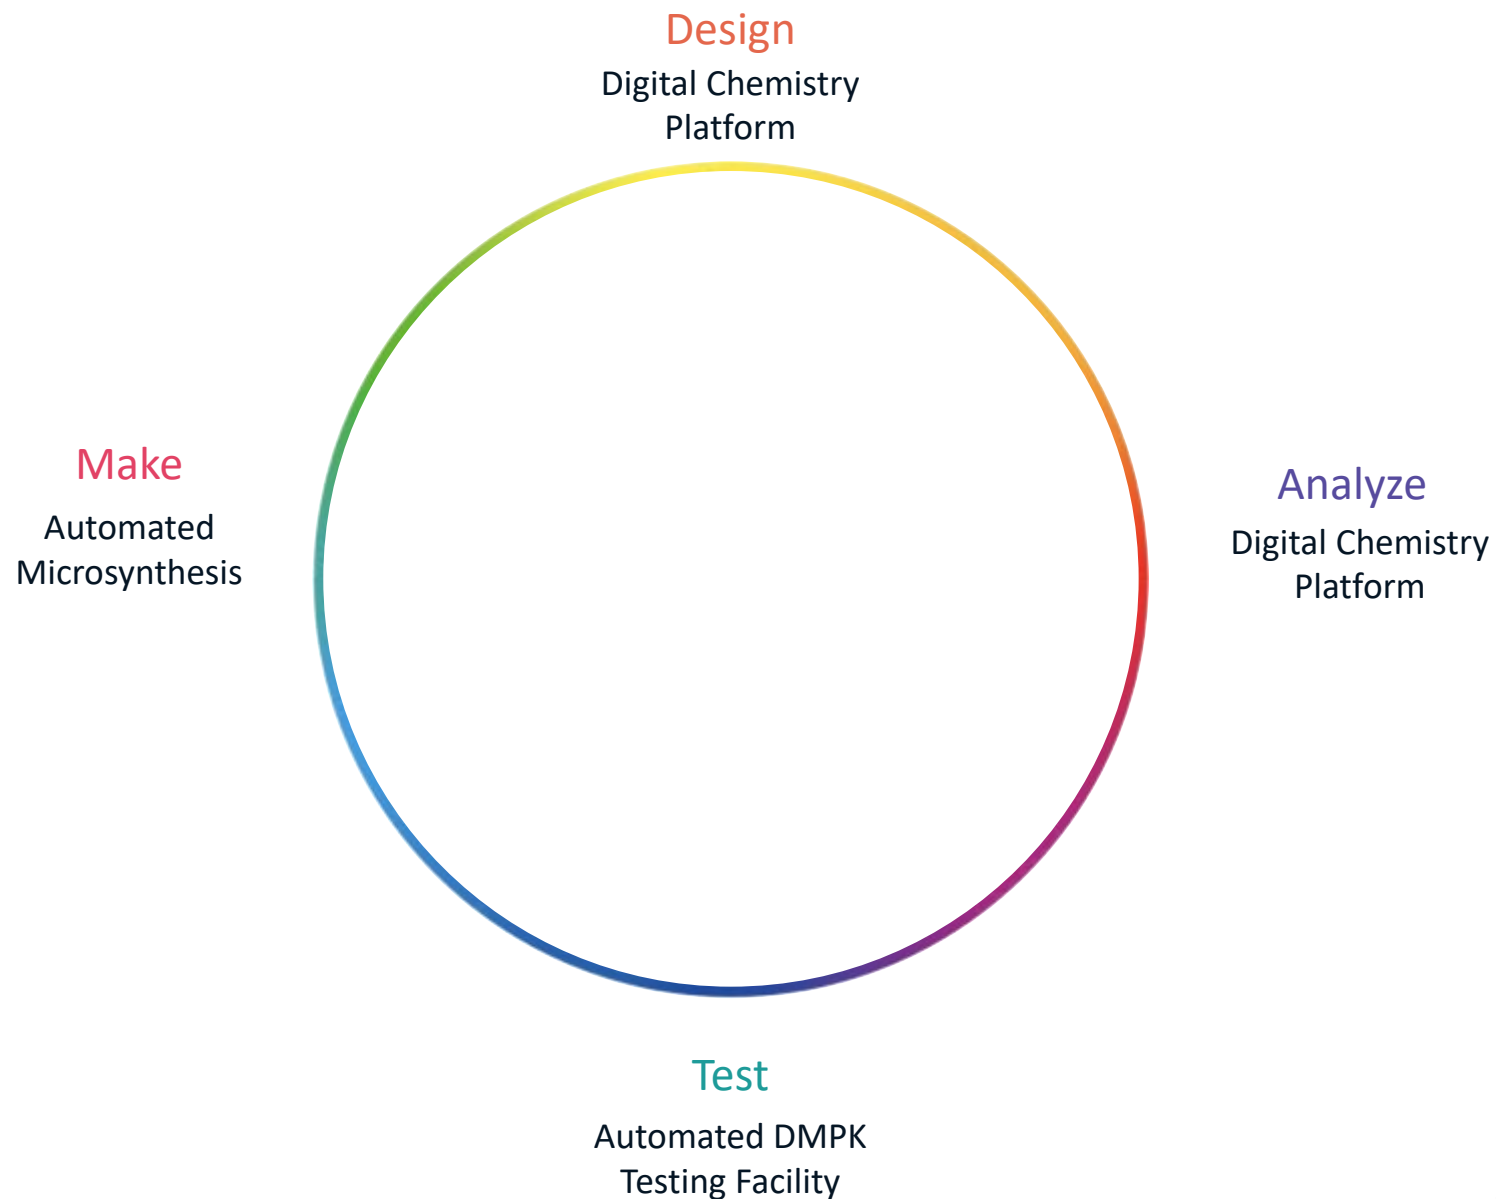 Design
Digital Chemistry
Platform
Make
Automated
Microsynthesis
Analyze
Digital Chemistry
Platform
Test
Automated DMPK
Testing Facility